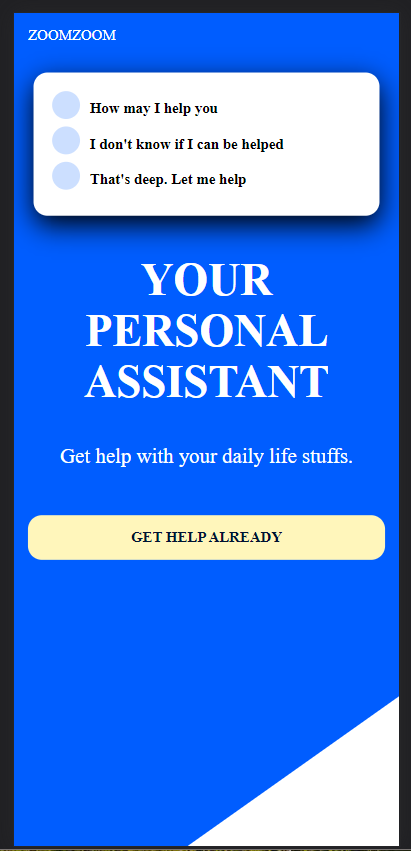 ZOOMZOOM
How may I help you
I don't know if I can be helped
That's deep. Let me help
YOUR
PERSONAL
ASSISTANT
Get help with your daily life stuffs.
GET HELP ALREADY